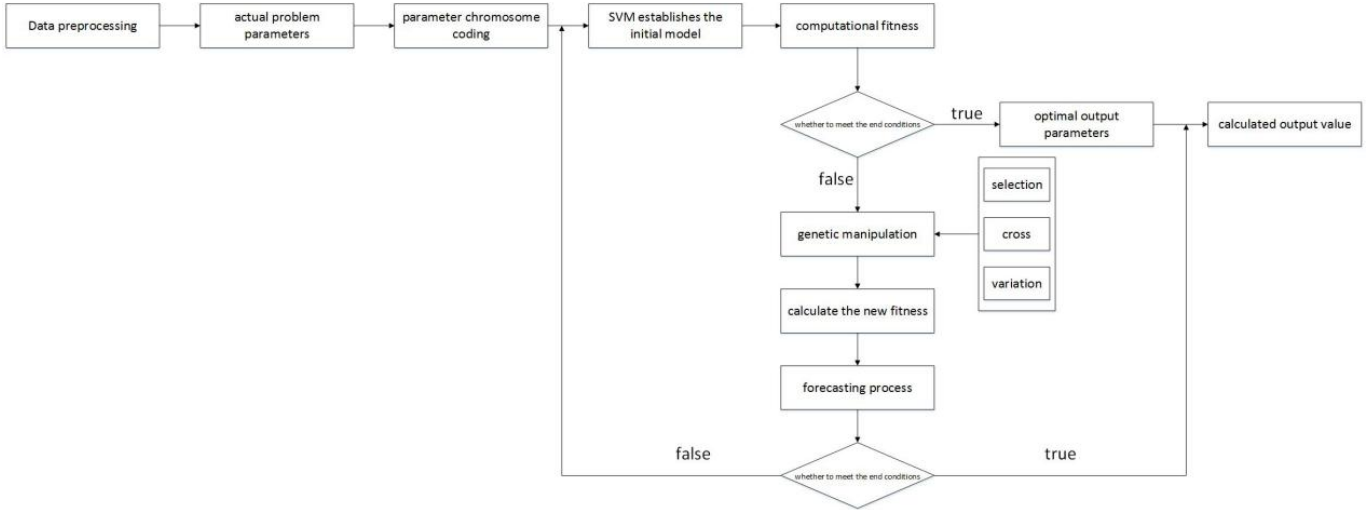 Data preprocessing
actual problem
parameters
parameter chromosome
coding
SVM establishes the
initial model
computational fitness
whether to meet the end conditions
true
optimal output
parameters
calculated output value
false
selection
genetic manipulation
cross
variation
calculate the new fitness
forecasting process
false
true
whether to meet the end conditions